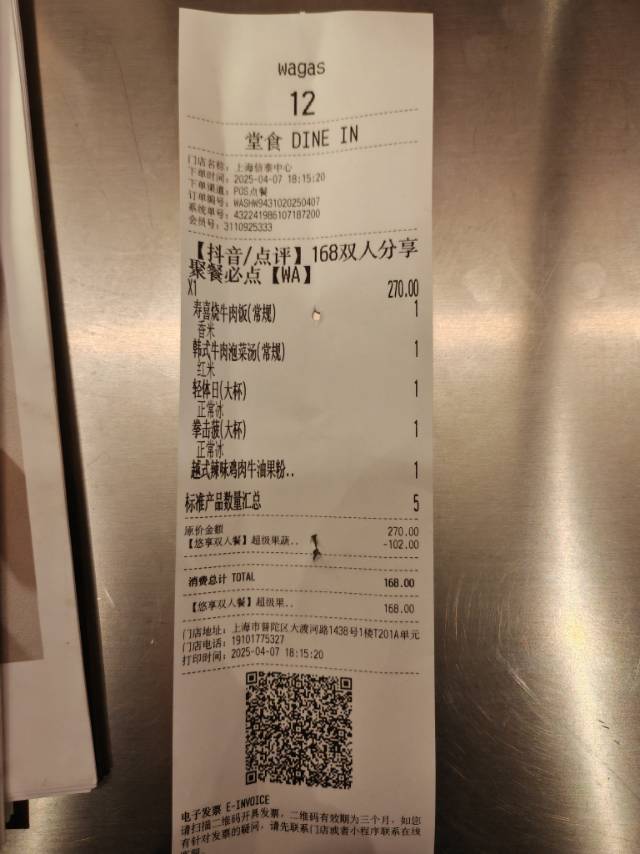 wagas
12
堂食 DINE IN
门店名称：上海信泰中心
下单时间：2025-04-07 18:15:20
下单渠道：POS点餐
订单编号：WASHW9431020250407
系统单号：432241986107187200
会员号：3110925333
【抖音/点评】168双人分享
聚餐必点【WA】
X1 270.00
寿喜烧牛肉饭(常规) 1
香米
韩式牛肉泡菜汤(常规) 1
红米
轻体日(大杯) 1
正常冰
拳击菠(大杯) 1
正常冰
越式辣味鸡肉牛油果粉.. 1
标准产品数量汇总 5
原价金额 270.00
【悠享双人餐】超级果蔬.. -102.00
消费总计 TOTAL 168.00
【悠享双人餐】超级果.. 168.00
门店地址：上海市普陀区大渡河路1438号1楼T201A单元
门店电话：19101775327
打印时间：2025-04-07 18:15:20
电子发票 E-INVOICE
请扫描二维码开具发票，二维码有效期为三个月，如您
有针对发票的疑问，请先联系门店或者小程序联系在线